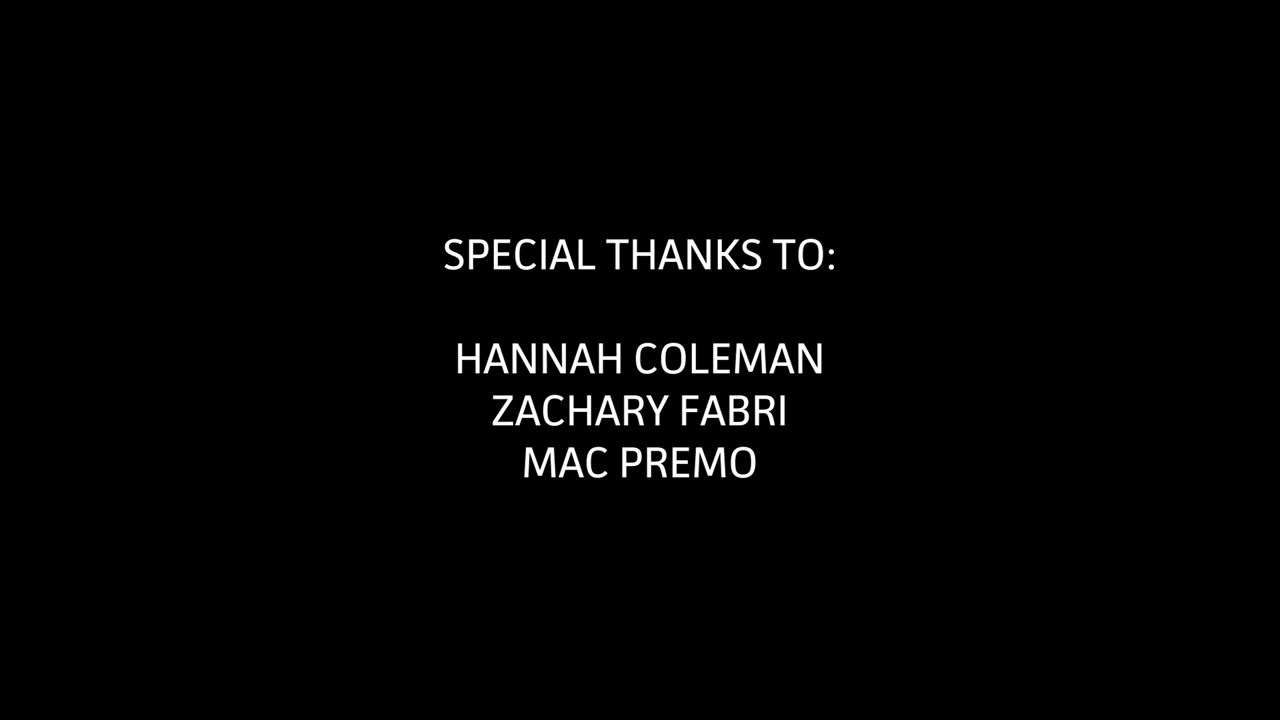 SPECIAL THANKS TO:
HANNAH COLEMAN
ZACHARY FABRI
MAC PREMO